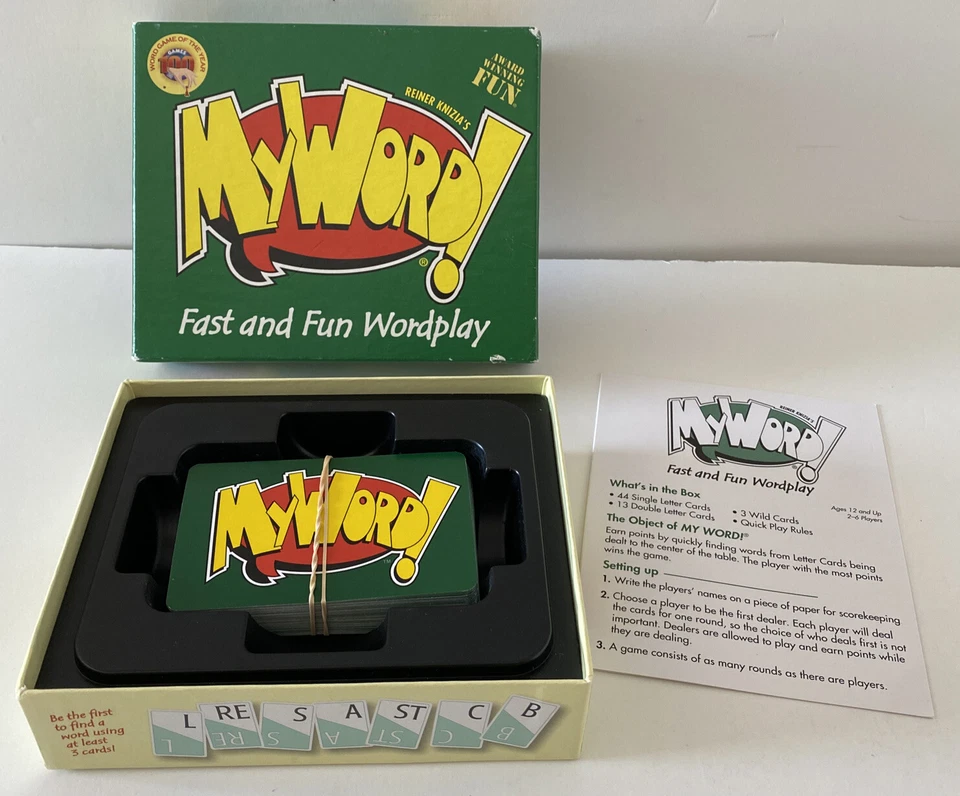 WORD GAME OF THE YEAR
GAMES
100
AWARD
WINNING
FUN
REINER KNIZIA'S
MyWORD!
®
Fast and Fun Wordplay
MyWORD!
TM
Be the first
to find a
word using
at least
3 cards!
L RE S A ST C B
L RE S A ST C B
REINER KNIZIA'S
MyWORD!
®
Fast and Fun Wordplay
What's in the Box
• 44 Single Letter Cards
• 13 Double Letter Cards
• 3 Wild Cards
• Quick Play Rules
Ages 12 and Up
2–6 Players
The Object of MY WORD!®
Earn points by quickly finding words from Letter Cards being
dealt to the center of the table. The player with the most points
wins the game.
Setting up
1. Write the players' names on a piece of paper for scorekeeping
2. Choose a player to be the first dealer. Each player will deal
the cards for one round, so the choice of who deals first is not
important. Dealers are allowed to play and earn points while
they are dealing.
3. A game consists of as many rounds as there are players.